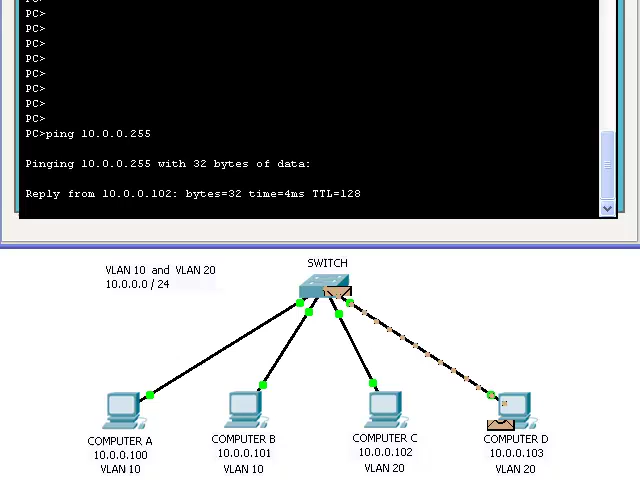 PC>
PC>
PC>
PC>
PC>
PC>
PC>
PC>
PC>ping 10.0.0.255
Pinging 10.0.0.255 with 32 bytes of data:
Reply from 10.0.0.102: bytes=32 time=4ms TTL=128
SWITCH
VLAN 10 and VLAN 20
10.0.0.0 / 24
COMPUTER A
10.0.0.100
VLAN 10
COMPUTER B
10.0.0.101
VLAN 10
COMPUTER C
10.0.0.102
VLAN 20
COMPUTER D
10.0.0.103
VLAN 20